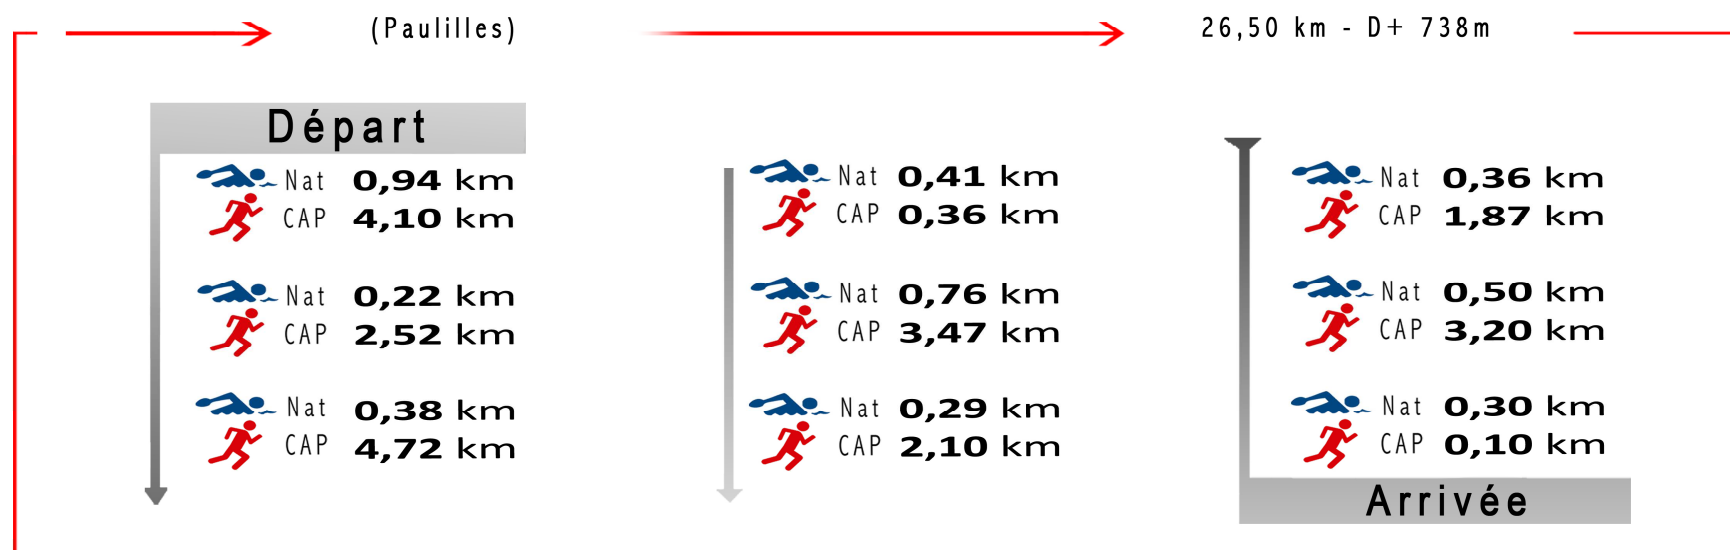 (Paulilles)
26,50 km - D+ 738m
Départ
Nat 0,94 km
CAP 4,10 km
Nat 0,22 km
CAP 2,52 km
Nat 0,38 km
CAP 4,72 km
Nat 0,41 km
CAP 0,36 km
Nat 0,76 km
CAP 3,47 km
Nat 0,29 km
CAP 2,10 km
Nat 0,36 km
CAP 1,87 km
Nat 0,50 km
CAP 3,20 km
Nat 0,30 km
CAP 0,10 km
Arrivée